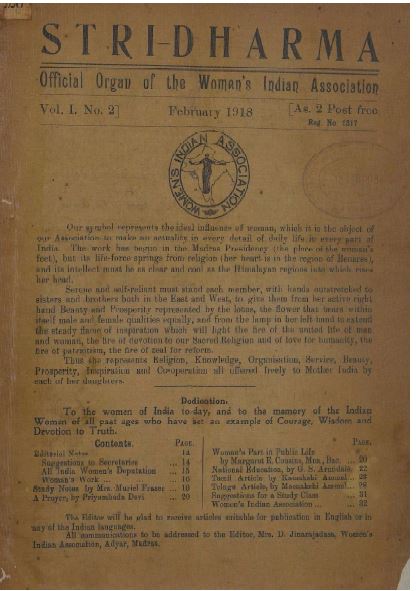 STRI-DHARMA
Official Organ of the Women's Indian Association
Vol. I. No. 2] February 1918 [As. 2 Post free
Reg. No. 1317
WOMEN'S INDIAN ASSOCIATION
Our symbol represents the ideal influence of woman, which it is the object of
our Association to make an actuality in every detail of daily life in every part of
India. The work has begun in the Madras Presidency (the place of the woman's
feet), but its life-force springs from religion (her heart is in the region of Benares),
and its intellect must be as clear and cool as the Himalayan regions into which rises
her head.
Serene and self-reliant must stand each member, with hands outstretched to
sisters and brothers both in the East and West, to give them from her active right
hand Beauty and Prosperity represented by the lotus, the flower that bears within
itself male and female qualities equally, and from the lamp in her left hand to extend
the steady flame of inspiration which will light the fire of the united life of man
and woman, the fire of devotion to our Sacred Religion and of love for humanity, the
fire of patriotism, the fire of zeal for reform.
Thus she represents Religion, Knowledge, Organisation, Service, Beauty,
Prosperity, Inspiration and Co-operation all offered freely to Mother India by
each of her daughters.
Dedication.
To the women of India to-day, and to the memory of the Indian
Women of all past ages who have set an example of Courage, Wisdom and
Devotion to Truth.
Contents. PAGE.
Editorial Notes
Suggestions to Secretaries ... 14
All India Women's Deputation
Woman's Work ... 16
Study Notes by Mrs. Muriel Fraser ...
A Prayer, by Priyambada Devi ... 20
PAGE.
Woman's Part in Public Life
by Margaret E. Cousins, Mus. Bac. ... 20
National Education, by G. S. Arundale, 22
Tamil Article, by Kamakshi Ammal...
Telugu Article, by Ammal...
Suggestions for a Study Class ... 31
Women's Indian Association ... 32
The Editor will be glad to receive articles suitable for publication in English or in
any of the Indian languages.
All communications to be addressed to the Editor, Mrs. D. Jinarajadasa, Women's
Indian Association, Adyar, Madras.